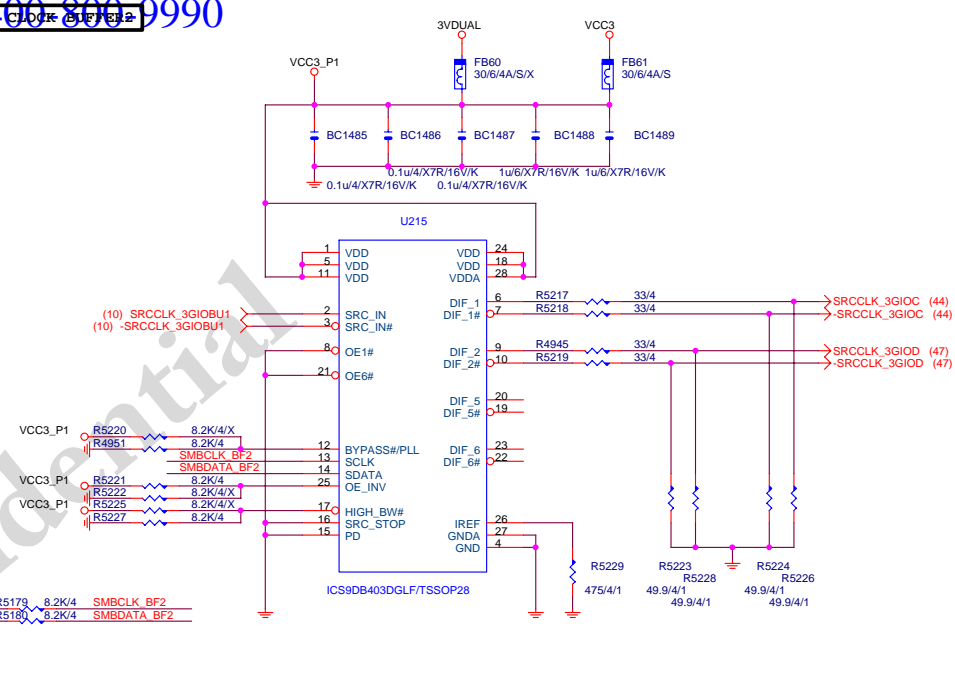 CLOCK BUFFER2
00-800-9990
3VDUAL
VCC3
VCC3_P1
FB60
30/6/4A/S/X
FB61
30/6/4A/S
BC1485
BC1486
BC1487
BC1488
BC1489
0.1u/4/X7R/16V/K
1u/6/X7R/16V/K
1u/6/X7R/16V/K
0.1u/4/X7R/16V/K
0.1u/4/X7R/16V/K
U215
1 VDD
5 VDD
11 VDD
VDD 24
VDD 18
VDDA 28
(10) SRCCLK_3GIOBU1 2 SRC_IN
(10) -SRCCLK_3GIOBU1 3 SRC_IN#
8 OE1#
21 OE6#
DIF_1 6 R5217 33/4 SRCCLK_3GIOC (44)
DIF_1# 7 R5218 33/4 -SRCCLK_3GIOC (44)
DIF_2 9 R4945 33/4 SRCCLK_3GIOD (47)
DIF_2# 10 R5219 33/4 -SRCCLK_3GIOD (47)
DIF_5 20
DIF_5# 19
DIF_6 23
DIF_6# 22
VCC3_P1 R5220 8.2K/4/X
R4951 8.2K/4 12 BYPASS#/PLL
SMBCLK_BF2 13 SCLK
SMBDATA_BF2 14 SDATA
VCC3_P1 R5221 8.2K/4 25 OE_INV
R5222 8.2K/4/X
VCC3_P1 R5225 8.2K/4/X 17 HIGH_BW#
R5227 8.2K/4 16 SRC_STOP
15 PD
IREF 26
GNDA 27
GND 4
ICS9DB403DGLF/TSSOP28
R5229
475/4/1
R5223
R5228
49.9/4/1
49.9/4/1
R5224
R5226
49.9/4/1
49.9/4/1
R5179 8.2K/4 SMBCLK_BF2
R5180 8.2K/4 SMBDATA_BF2
dential